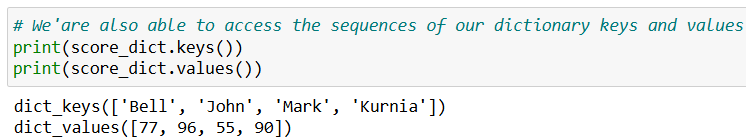 # We'are also able to access the sequences of our dictionary keys and values
print(score_dict.keys())
print(score_dict.values())
dict_keys(['Bell', 'John', 'Mark', 'Kurnia'])
dict_values([77, 96, 55, 90])